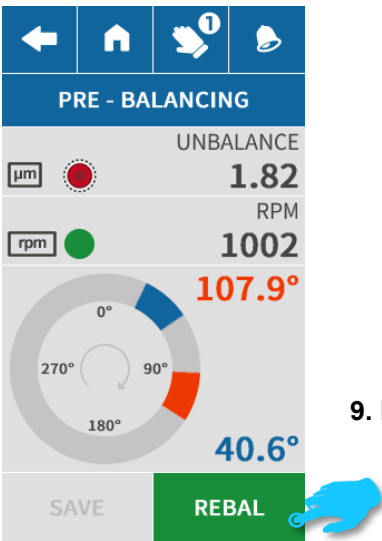 1
PRE - BALANCING
UNBALANCE
µm
1.82
RPM
rpm
1002
107.9°
0°
270°
90°
180°
40.6°
9.
SAVE
REBAL